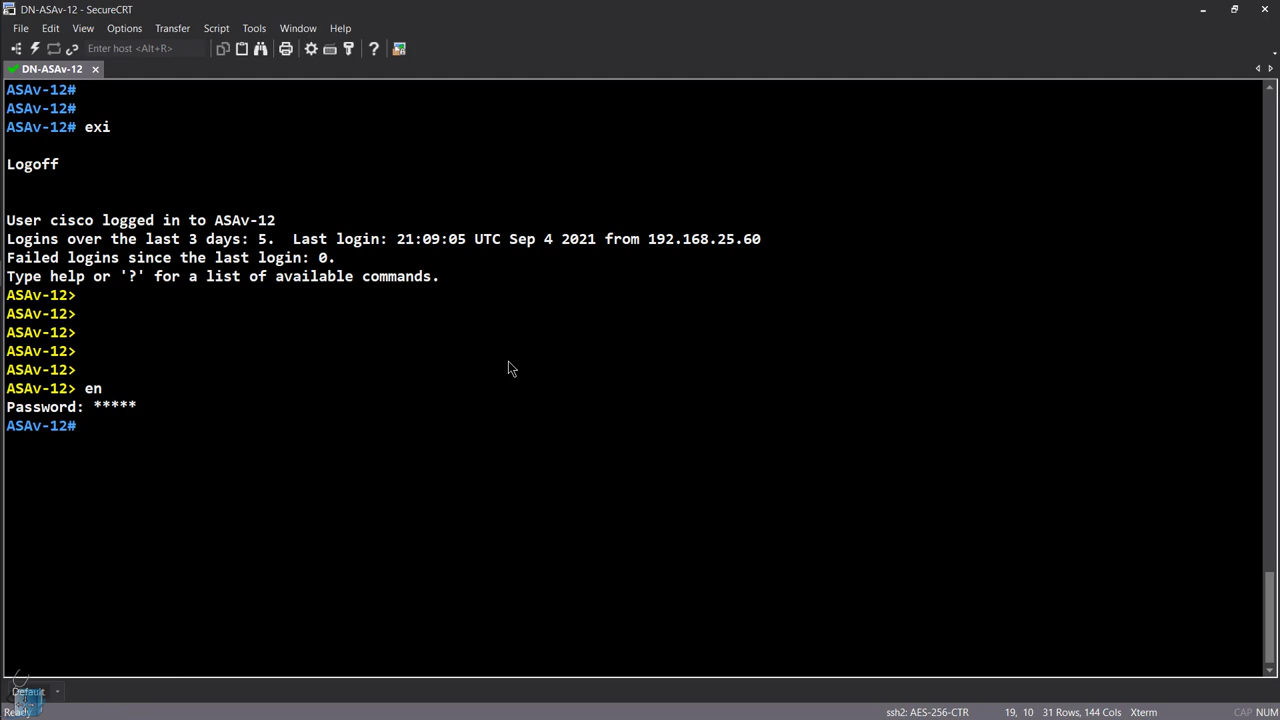 DN-ASAv-12 - SecureCRT
File Edit View Options Transfer Script Tools Window Help
Enter host <Alt+R>
DN-ASAv-12
ASAv-12#
ASAv-12#
ASAv-12# exi
Logoff
User cisco logged in to ASAv-12
Logins over the last 3 days: 5.  Last login: 21:09:05 UTC Sep 4 2021 from 192.168.25.60
Failed logins since the last login: 0.
Type help or '?' for a list of available commands.
ASAv-12>
ASAv-12>
ASAv-12>
ASAv-12>
ASAv-12>
ASAv-12> en
Password: *****
ASAv-12#
Default
Ready ssh2: AES-256-CTR 19, 10 31 Rows, 144 Cols Xterm CAP NUM